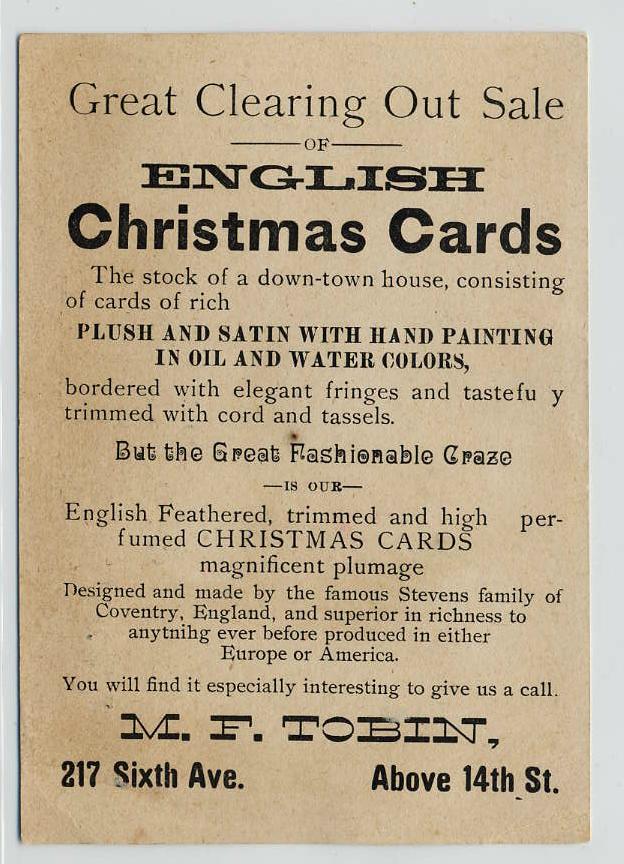 Great Clearing Out Sale
OF
ENGLISH
Christmas Cards
The stock of a down-town house, consisting
of cards of rich
PLUSH AND SATIN WITH HAND PAINTING
IN OIL AND WATER COLORS,
bordered with elegant fringes and tastefu y
trimmed with cord and tassels.
But the Great Fashionable Craze
—IS OUR—
English Feathered, trimmed and high per-
fumed CHRISTMAS CARDS
magnificent plumage
Designed and made by the famous Stevens family of
Coventry, England, and superior in richness to
anytnihg ever before produced in either
Europe or America.
You will find it especially interesting to give us a call.
M. F. TOBIN,
217 Sixth Ave. Above 14th St.